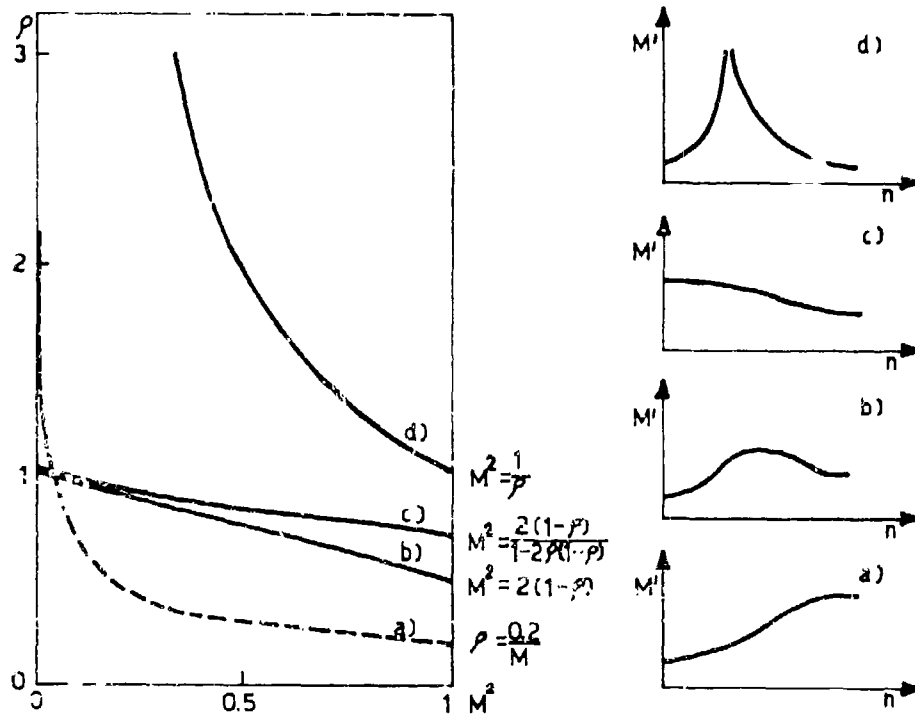 ρ
3
2
1
0
0
0.5
1
M²
d)
c)
b)
a)
M² = 1/ρ
M² = 2(1-ρ)/1-2ρ(1-ρ)
M² = 2(1-ρ)
ρ = 0.2/M
M'
d)
n
M'
c)
n
M'
b)
n
M'
a)
n